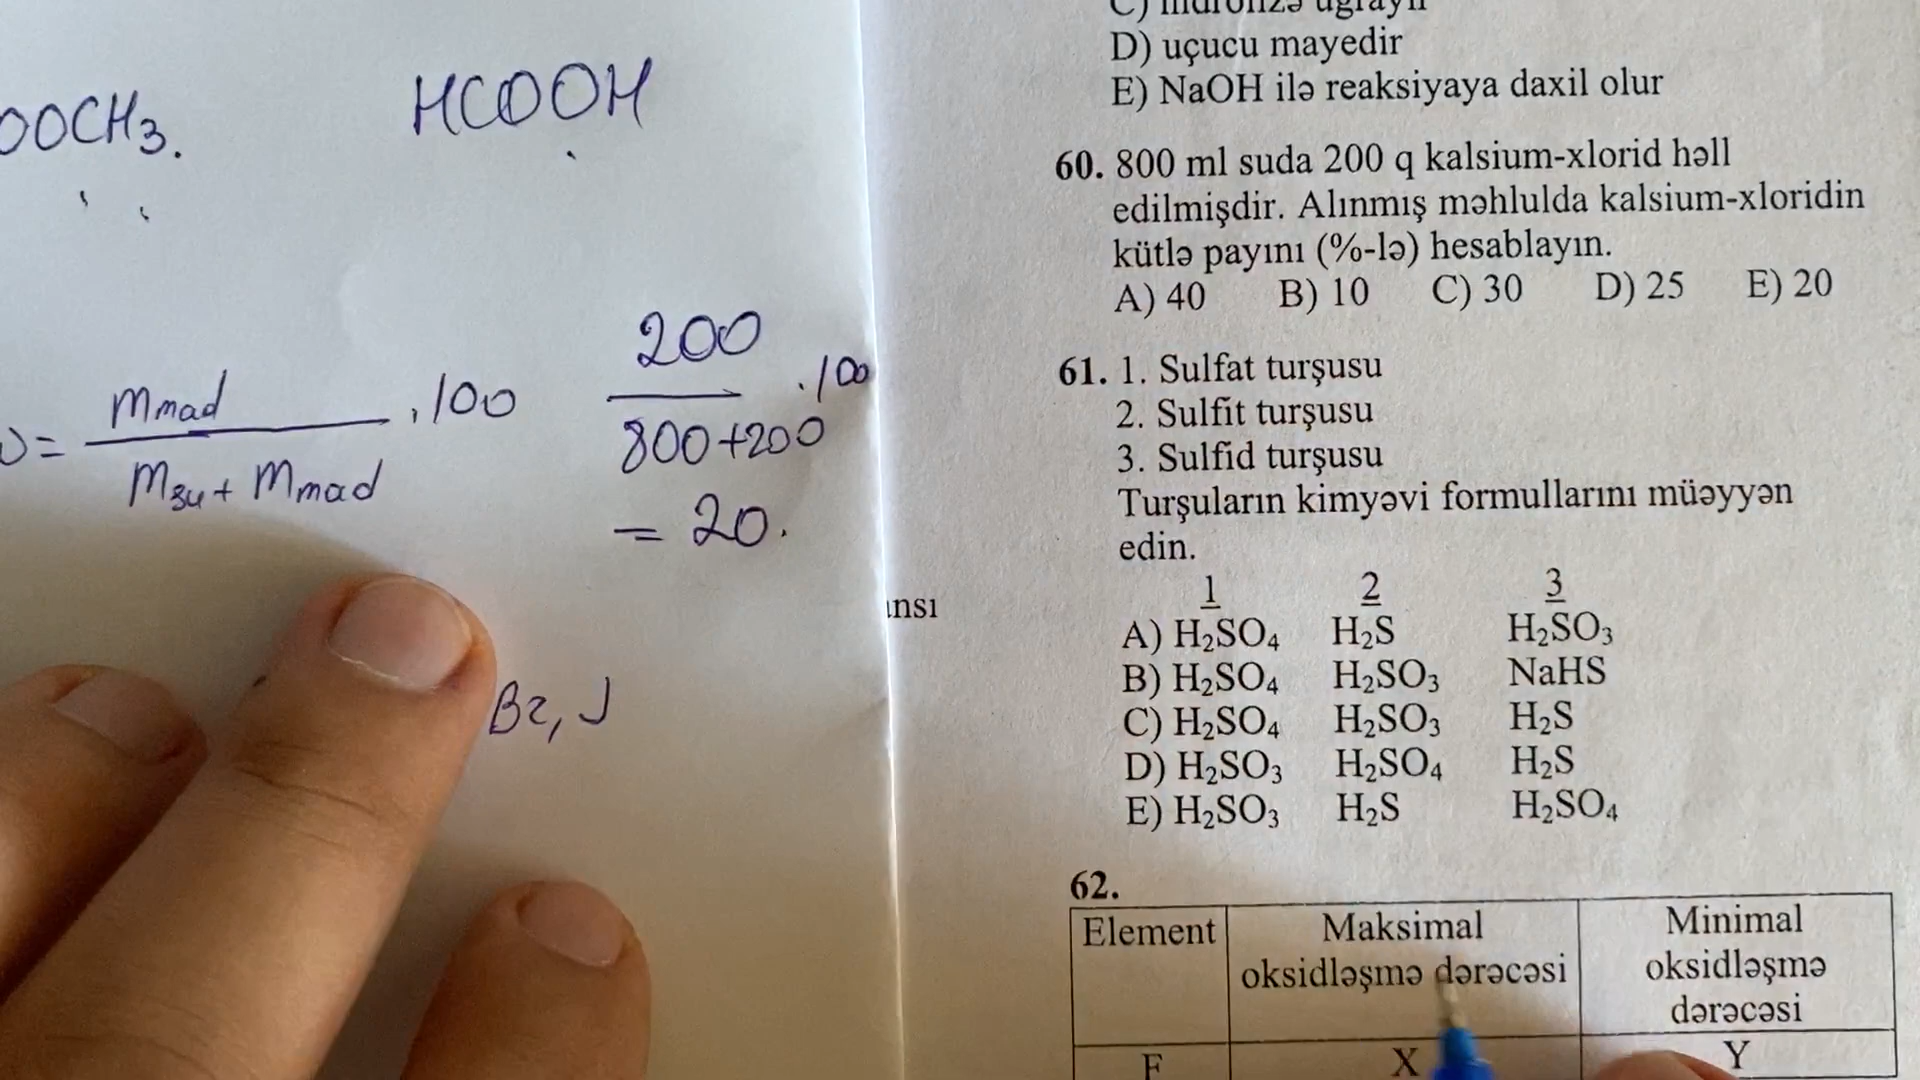 OOCH3.
HCOOH
Mmad
.100
Msu + Mmad
200
.100
800+200
= 20.
Br, J
D) uçucu mayedir
E) NaOH ilə reaksiyaya daxil olur
60. 800 ml suda 200 q kalsium-xlorid həll
edilmişdir. Alınmış məhlulda kalsium-xloridin
kütlə payını (%-lə) hesablayın.
A) 40 B) 10 C) 30 D) 25 E) 20
61. 1. Sulfat turşusu
2. Sulfit turşusu
3. Sulfid turşusu
Turşuların kimyəvi formullarını müəyyən
edin.
1 2 3
A) H₂SO₄ H₂S H₂SO₃
B) H₂SO₄ H₂SO₃ NaHS
C) H₂SO₄ H₂SO₃ H₂S
D) H₂SO₃ H₂SO₄ H₂S
E) H₂SO₃ H₂S H₂SO₄
62.
Element Maksimal oksidləşmə dərəcəsi Minimal oksidləşmə dərəcəsi
F X Y